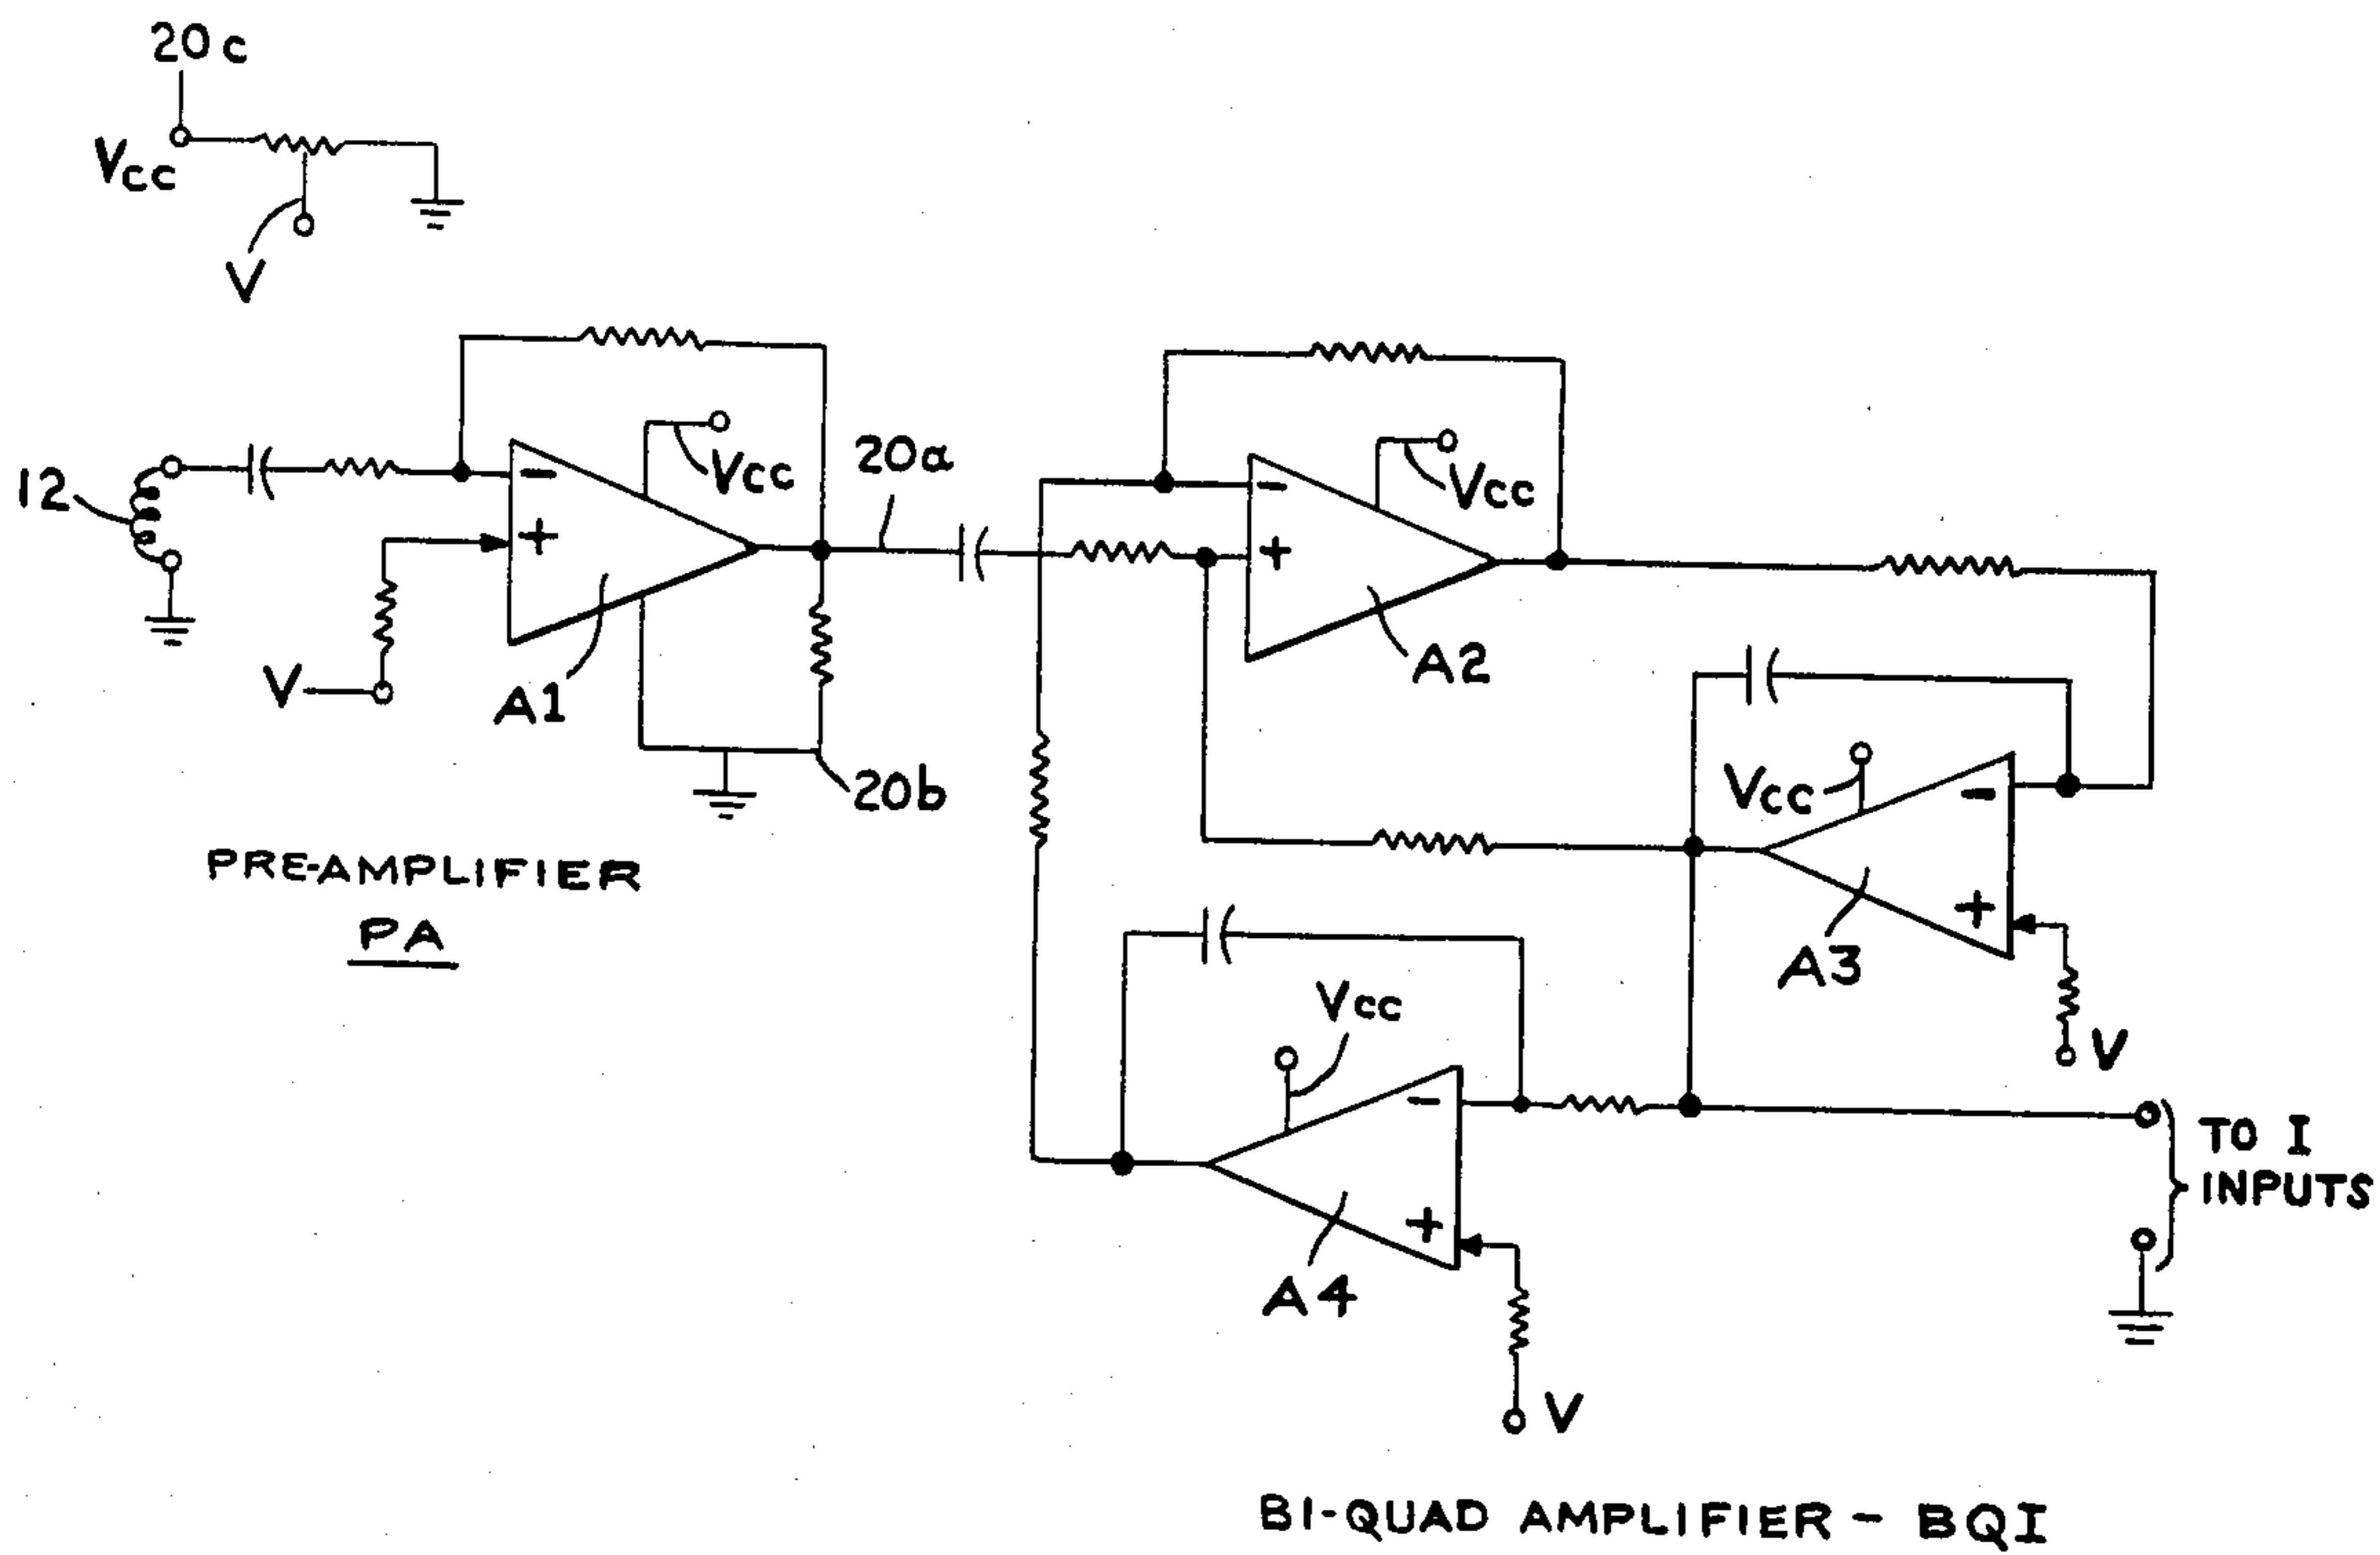 20c
Vcc
V
12
-
+
Vcc
20a
V
A1
20b
PRE-AMPLIFIER
PA
-
+
Vcc
A2
Vcc
-
+
A3
V
Vcc
-
+
A4
V
TO I
INPUTS
BI-QUAD AMPLIFIER - BQI